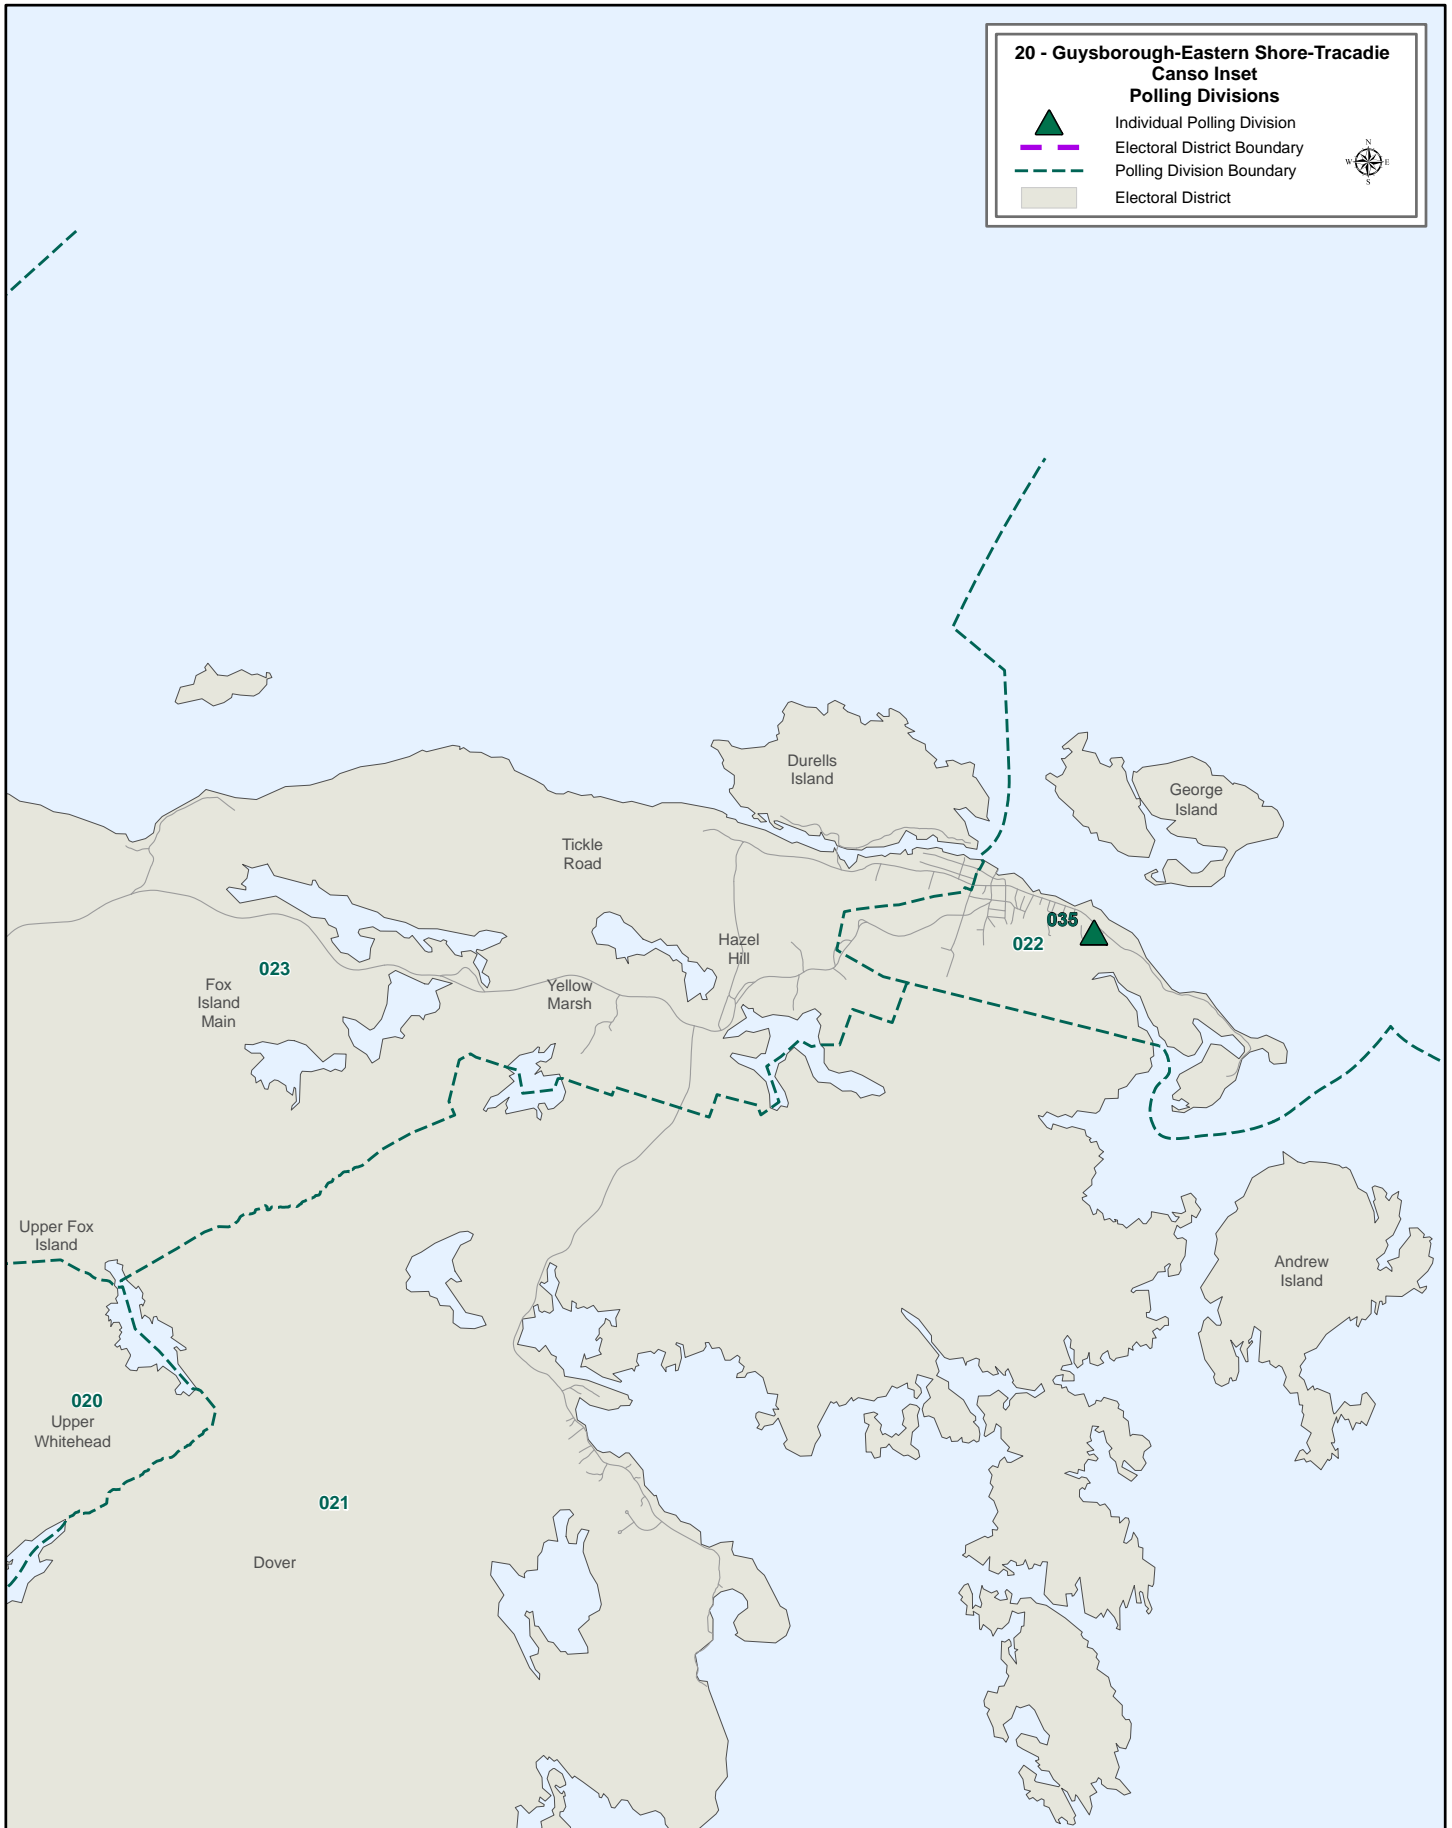 20 - Guysborough-Eastern Shore-Tracadie
Canso Inset
Polling Divisions
Individual Polling Division
Electoral District Boundary
Polling Division Boundary
Electoral District
N
W E
S
Durells
Island
George
Island
Tickle
Road
035
022
Hazel
Hill
023
Fox
Island
Main
Yellow
Marsh
Upper Fox
Island
Andrew
Island
020
Upper
Whitehead
021
Dover